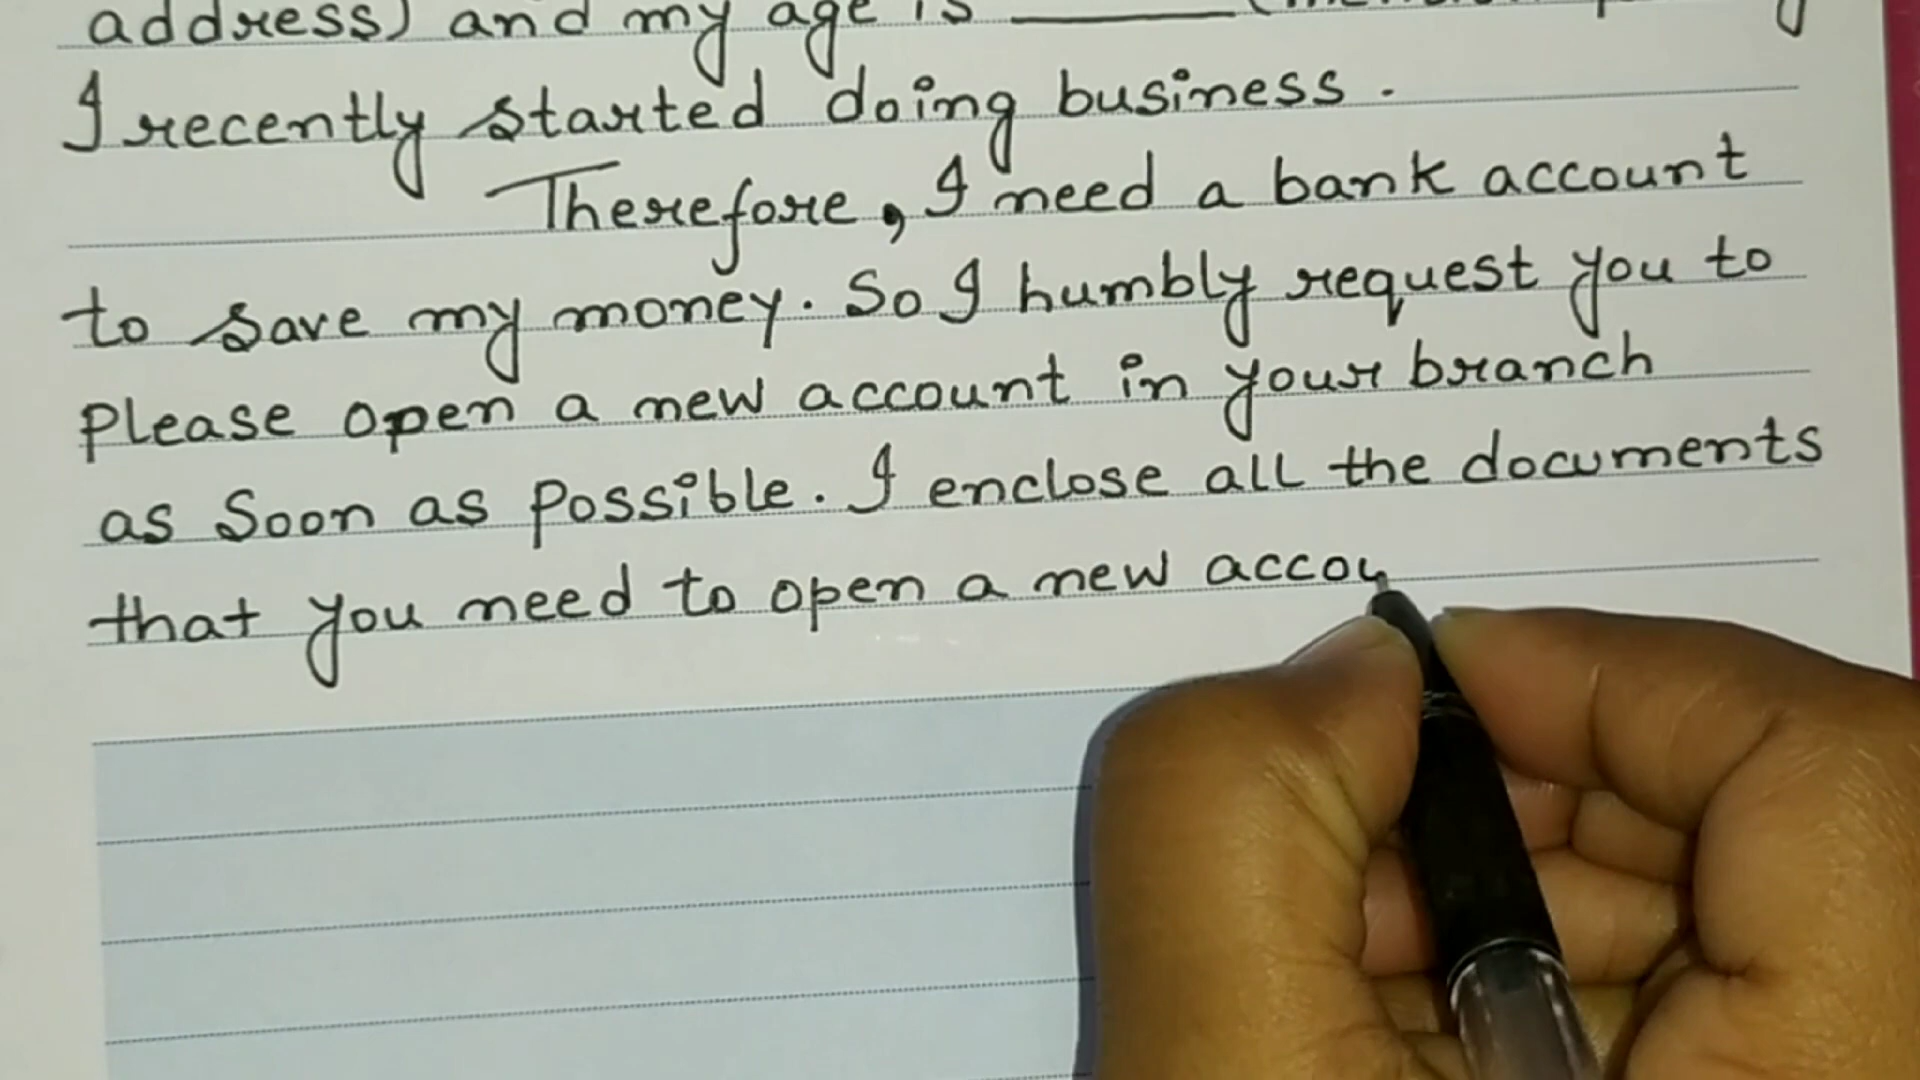 address) and my age is ______
I recently started doing business.
Therefore, I need a bank account
to save my money. So I humbly request you to
please open a new account in your branch
as soon as possible. I enclose all the documents
that you need to open a new accou